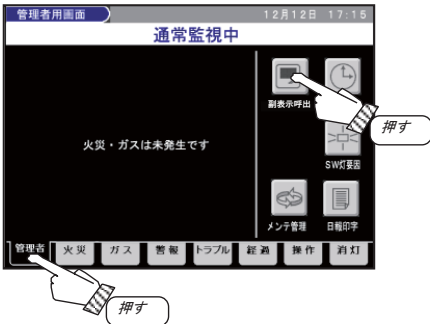 管理者用画面 12月12日 17:15
通常監視中
副表示呼出
押す
火災・ガスは未発生です
SW灯要因
メンテ管理 日報印字
管理者 火災 ガス 警報 トラブル 経過 操作 消灯
押す